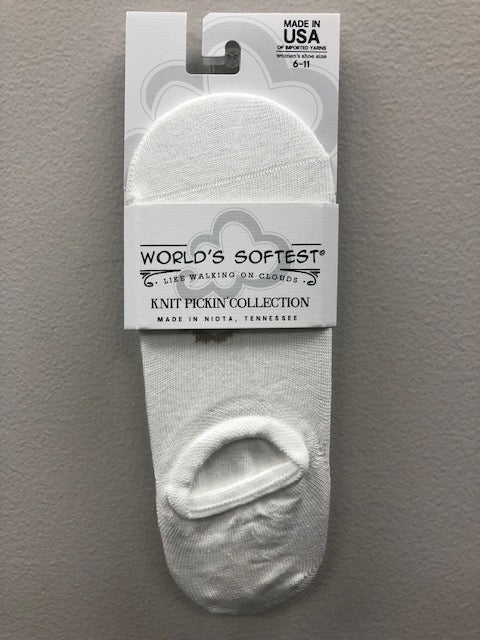 MADE IN
USA
OF IMPORTED YARNS
women's shoe size
6-11
WORLD'S SOFTEST®
· LIKE WALKING ON CLOUDS ·
KNIT PICKIN' COLLECTION
MADE IN NIOTA, TENNESSEE